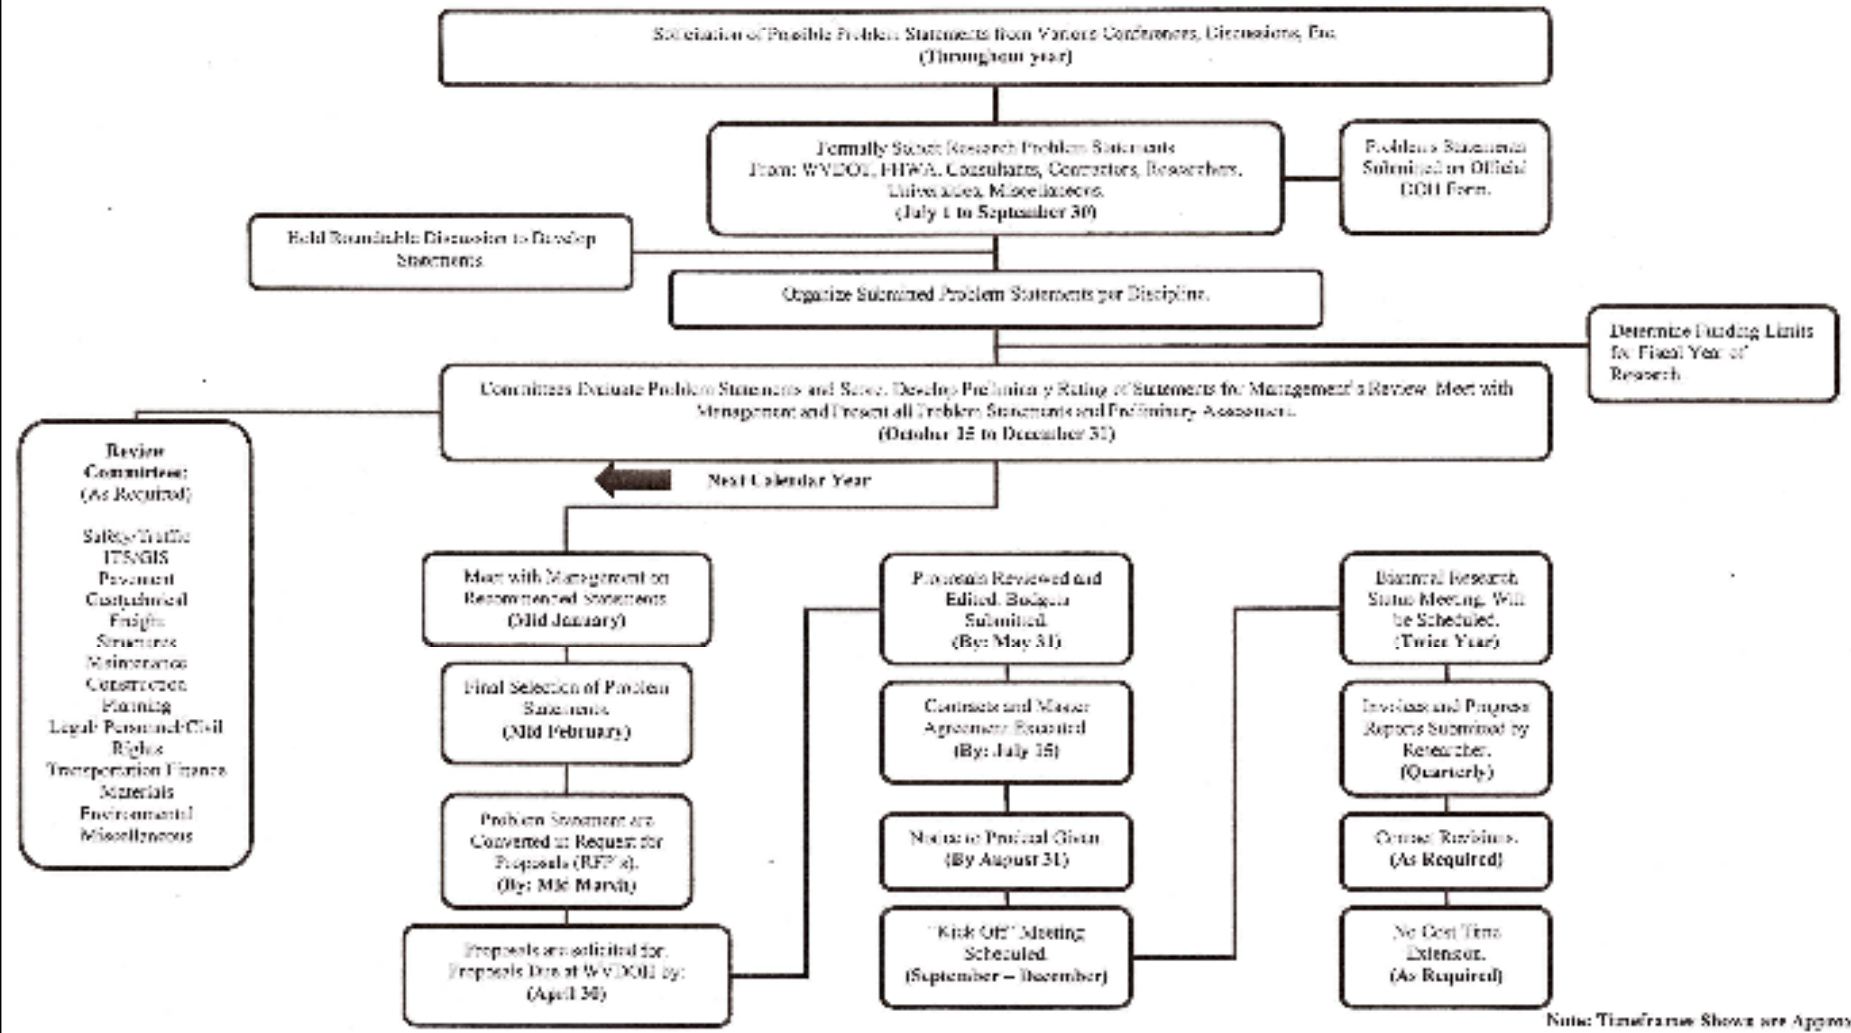 Solicitation of Possible Problem Statements from Various Conferences, Discussions, Etc.
(Throughout year)
Formally Solicit Research Problem Statements
From: WVDOT, FHWA, Consultants, Contractors, Researchers,
Universities, Miscellaneous.
(July 1 to September 30)
Problems Statements
Submitted on Official
DOH Form.
Hold Roundtable Discussion to Develop
Statements
Organize Submitted Problem Statements per Discipline.
Determine Funding Limits
for Fiscal Year of
Research
Committees Evaluate Problem Statements and Score. Develop Preliminary Rating of Statements for Management's Review. Meet with
Management and Present all Problem Statements and Preliminary Assessment.
(October 15 to December 31)
Review
Committees:
(As Required)
Safety/Traffic
ITS/GIS
Pavement
Geotechnical
Freight
Structures
Maintenance
Construction
Planning
Legal/Personnel/Civil
Rights
Transportation Finance
Materials
Environmental
Miscellaneous
Next Calendar Year
Meet with Management on
Recommended Statements
(Mid January)
Final Selection of Problem
Statements
(Mid February)
Problem Statement are
Converted to Request for
Proposals (RFP's).
(By: Mid March)
Proposals are solicited for.
Proposals Due at WVDOH by:
(April 30)
Proposals Reviewed and
Edited. Budgets
Submitted.
(By: May 31)
Contracts and Master
Agreement Executed
(By: July 15)
Notice to Proceed Given
(By August 31)
"Kick Off" Meeting
Scheduled.
(September – December)
Biannual Research
Status Meeting. Will
be Scheduled.
(Twice Year)
Invoices and Progress
Reports Submitted by
Researcher.
(Quarterly)
Contract Revisions.
(As Required)
No Cost Time
Extension.
(As Required)
Note: Timeframes Shown are Approx